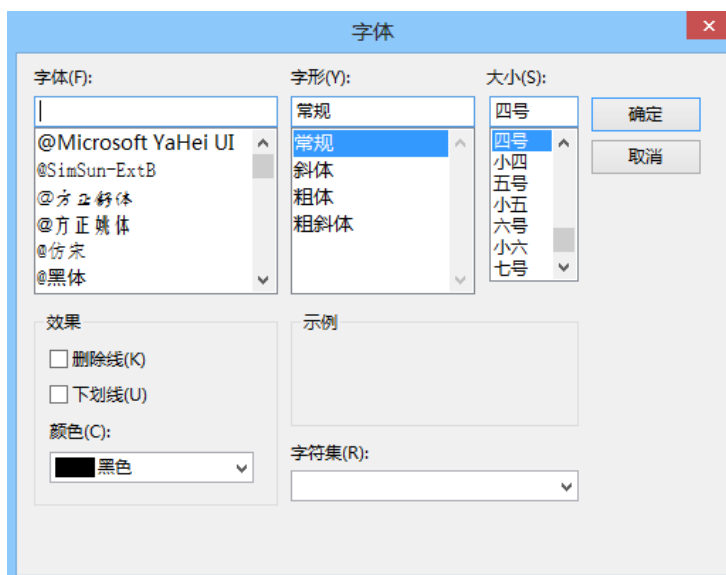 字体
字体(F):
字形(Y):
大小(S):
常规
四号
确定
取消
@Microsoft YaHei UI
@SimSun-ExtB
@方正舒体
@方正姚体
@仿宋
@黑体
常规
斜体
粗体
粗斜体
四号
小四
五号
小五
六号
小六
七号
效果
删除线(K)
下划线(U)
颜色(C):
黑色
示例
字符集(R):